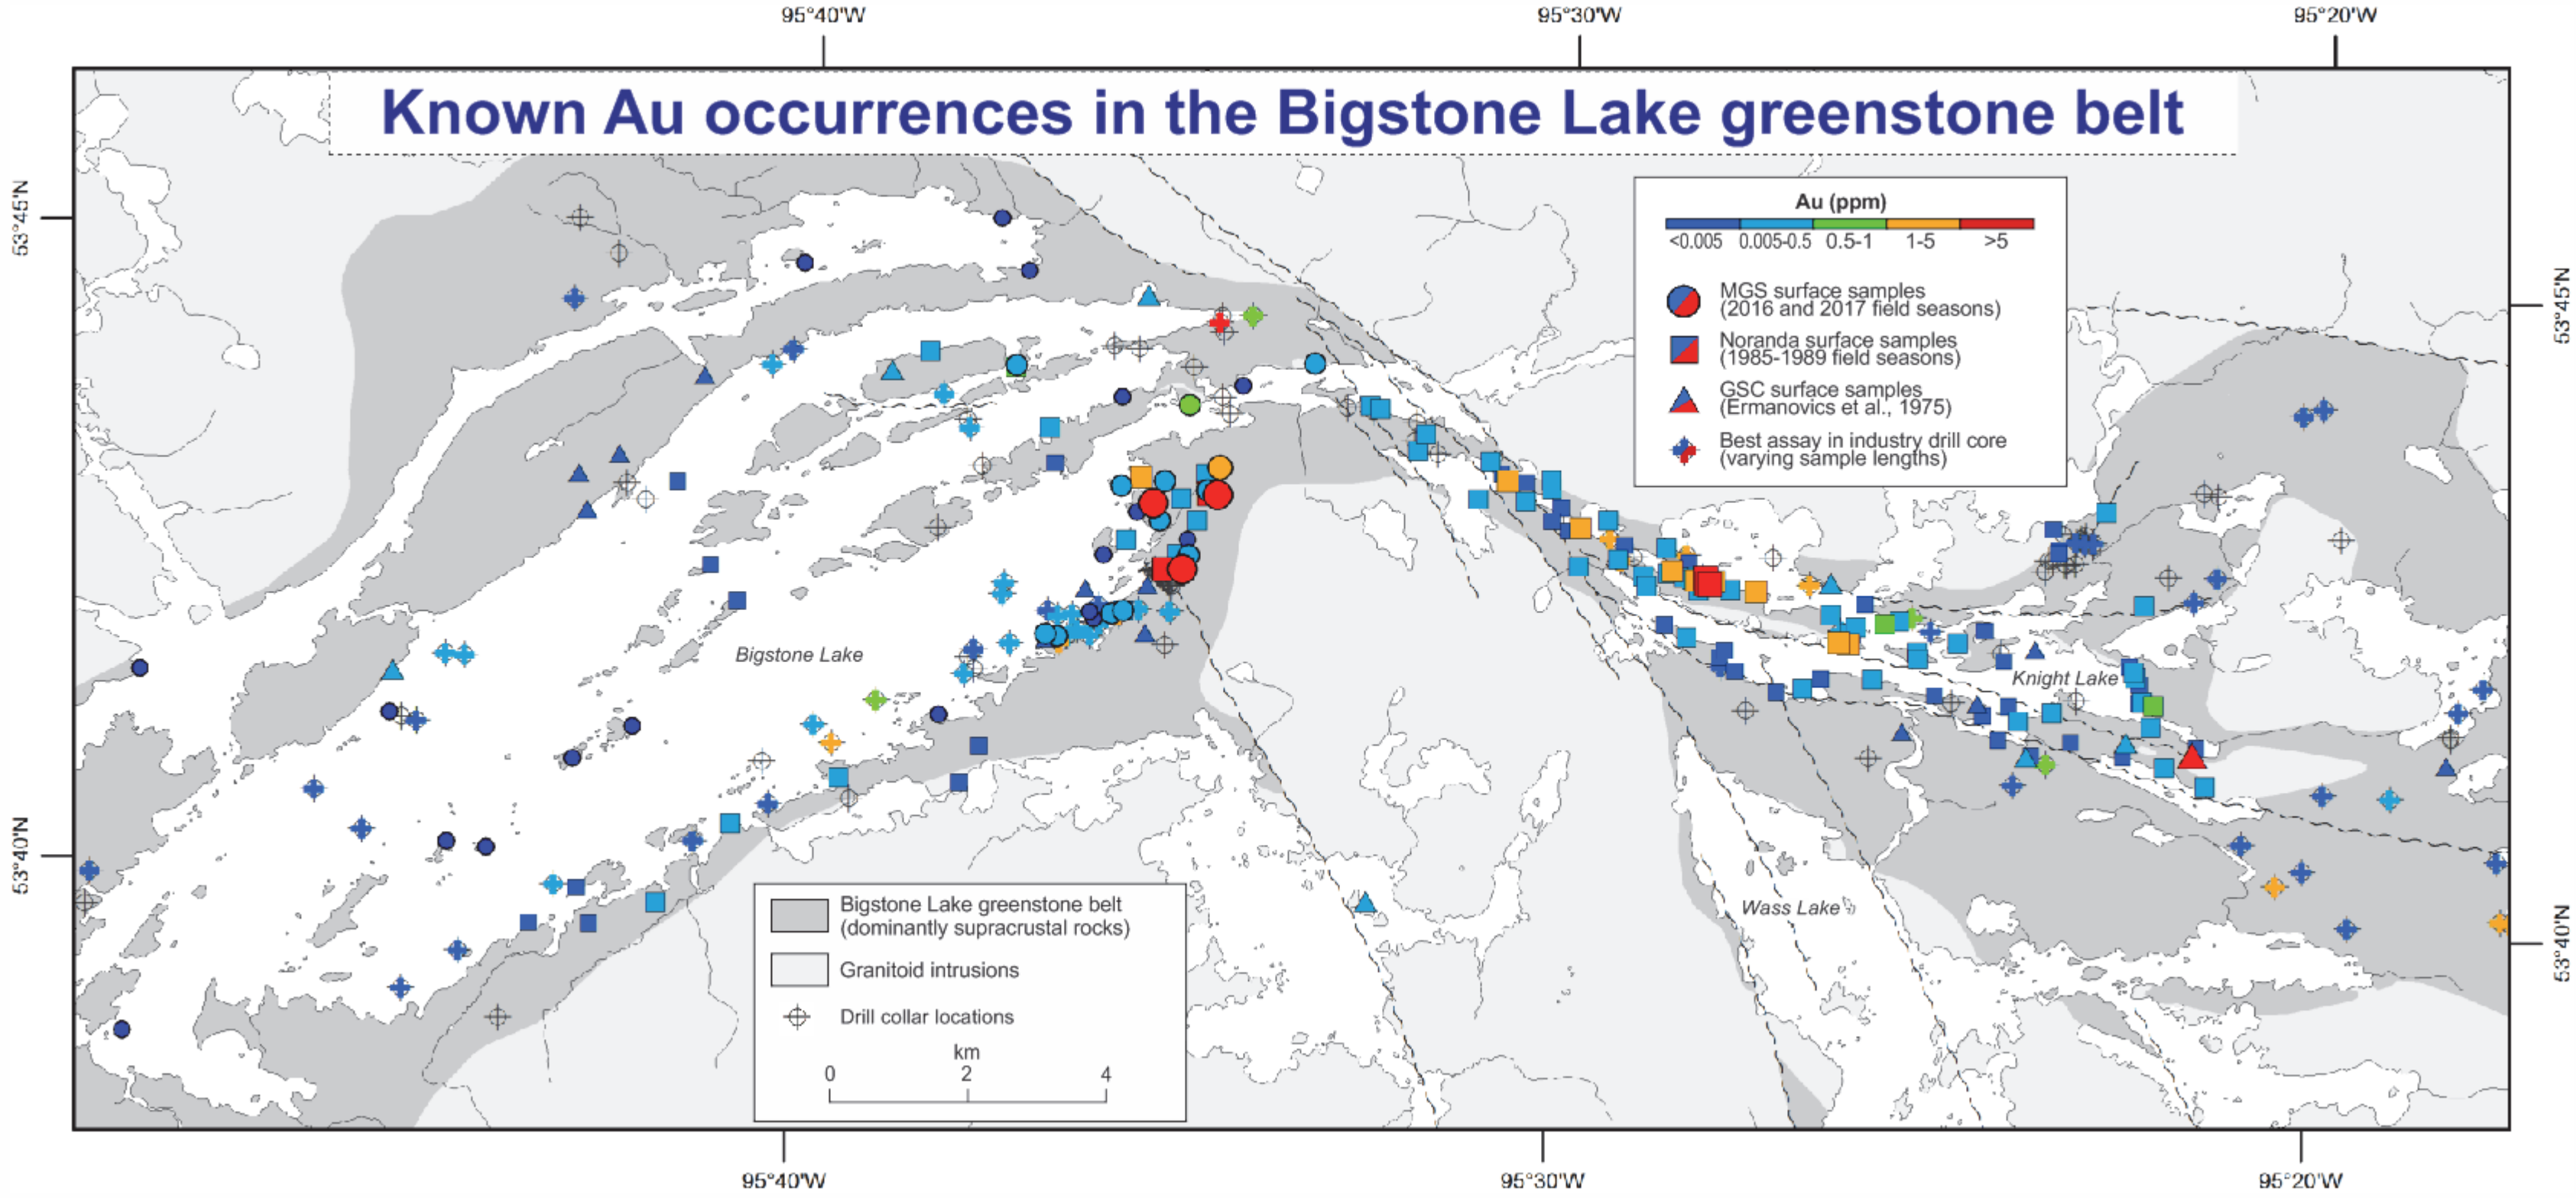 95°40'W
95°30'W
95°20'W
Known Au occurrences in the Bigstone Lake greenstone belt
53°45'N
53°45'N
Au (ppm)
<0.005 0.005-0.5 0.5-1 1-5 >5
MGS surface samples
(2016 and 2017 field seasons)
Noranda surface samples
(1985-1989 field seasons)
GSC surface samples
(Ermanovics et al., 1975)
Best assay in industry drill core
(varying sample lengths)
Bigstone Lake
Knight Lake
Wass Lake
53°40'N
53°40'N
Bigstone Lake greenstone belt
(dominantly supracrustal rocks)
Granitoid intrusions
Drill collar locations
km
0 2 4
95°40'W
95°30'W
95°20'W